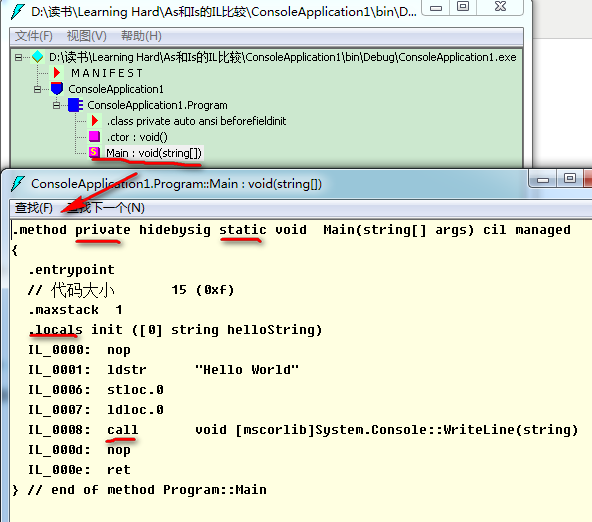 D:\读书\Learning Hard\As和Is的IL比较\ConsoleApplication1\bin\D...
文件(F) 视图(V) 帮助(H)
D:\读书\Learning Hard\As和Is的IL比较\ConsoleApplication1\bin\Debug\ConsoleApplication1.exe
M A N I F E S T
ConsoleApplication1
ConsoleApplication1.Program
.class private auto ansi beforefieldinit
.ctor : void()
S Main : void(string[])
ConsoleApplication1.Program::Main : void(string[])
查找(F) 查找下一个(N)
.method private hidebysig static void  Main(string[] args) cil managed
{
  .entrypoint
  // 代码大小       15 (0xf)
  .maxstack  1
  .locals init ([0] string helloString)
  IL_0000:  nop
  IL_0001:  ldstr      "Hello World"
  IL_0006:  stloc.0
  IL_0007:  ldloc.0
  IL_0008:  call       void [mscorlib]System.Console::WriteLine(string)
  IL_000d:  nop
  IL_000e:  ret
} // end of method Program::Main